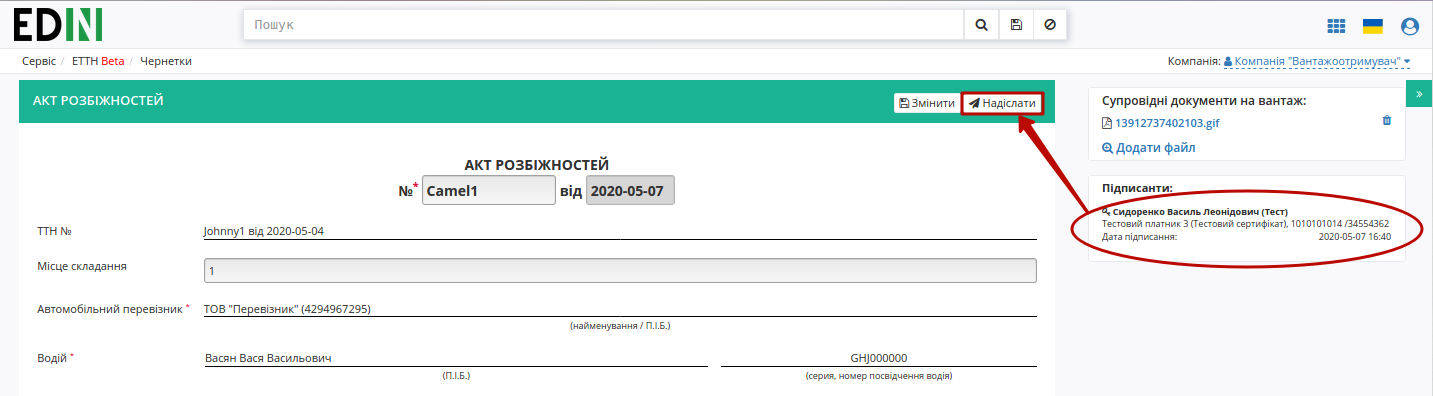 EDIN
Пошук
Сервіс / ЕТТН Beta / Чернетки
Компанія: Компанія "Вантажоотримувач"
АКТ РОЗБІЖНОСТЕЙ
Змінити Надіслати
»
Супровідні документи на вантаж:
13912737402103.gif
Додати файл
АКТ РОЗБІЖНОСТЕЙ
№* Camel1 від 2020-05-07
Підписанти:
Сидоренко Василь Леонідович (Тест)
Тестовий платник 3 (Тестовий сертифікат), 1010101014 /34554362
Дата підписання: 2020-05-07 16:40
ТТН № Johnny1 від 2020-05-04
Місце складання 1
Автомобільний перевізник * ТОВ "Перевізник" (4294967295)
(найменування / П.І.Б.)
Водій * Васян Вася Васильович GHJ000000
(П.І.Б.) (серия, номер посвідчення водія)